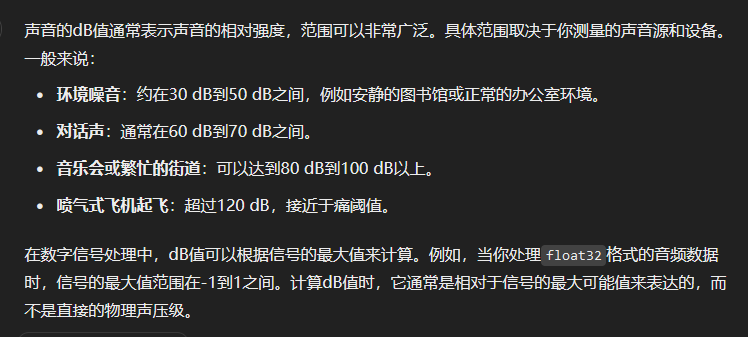 声音的dB值通常表示声音的相对强度，范围可以非常广泛。具体范围取决于你测量的声音源和设备。
一般来说：
• 环境噪音：约在30 dB到50 dB之间，例如安静的图书馆或正常的办公室环境。
• 对话声：通常在60 dB到70 dB之间。
• 音乐会或繁忙的街道：可以达到80 dB到100 dB以上。
• 喷气式飞机起飞：超过120 dB，接近于痛阈值。
在数字信号处理中，dB值可以根据信号的最大值来计算。例如，当你处理float32格式的音频数据
时，信号的最大值范围在-1到1之间。计算dB值时，它通常是相对于信号的最大可能值来表达的，而
不是直接的物理声压级。